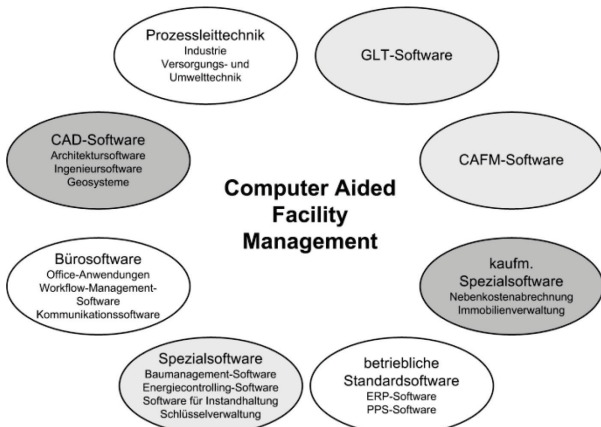 Prozessleittechnik
Industrie
Versorgungs- und
Umwelttechnik
GLT-Software
CAD-Software
Architektursoftware
Ingenieursoftware
Geosysteme
CAFM-Software
Computer Aided
Facility
Management
Bürosoftware
Office-Anwendungen
Workflow-Management-
Software
Kommunikationssoftware
kaufm.
Spezialsoftware
Nebenkostenabrechnung
Immobilienverwaltung
Spezialsoftware
Baumanagement-Software
Energiecontrolling-Software
Software für Instandhaltung
Schlüsselverwaltung
betriebliche
Standardsoftware
ERP-Software
PPS-Software